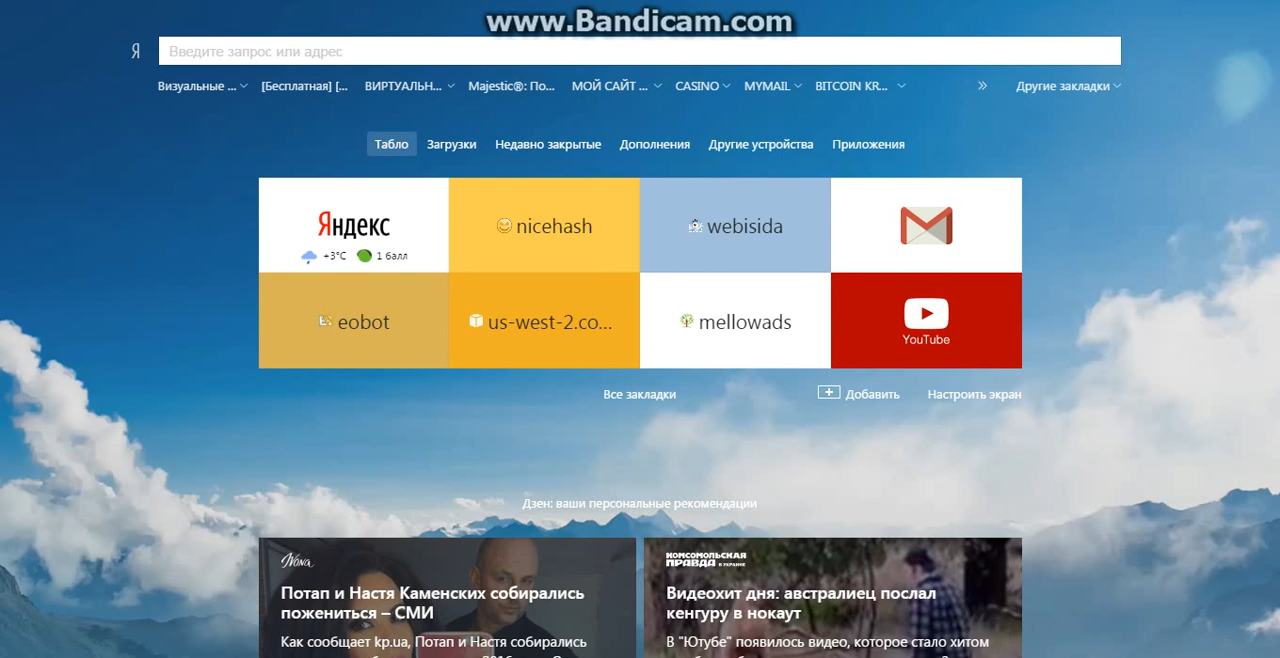 www.Bandicam.com
Я Введите запрос или адрес
Визуальные ... [Бесплатная] [... ВИРТУАЛЬН... Majestic®: По... МОЙ САЙТ ... CASINO MYMAIL BITCOIN KR... » Другие закладки
Табло Загрузки Недавно закрытые Дополнения Другие устройства Приложения
Яндекс nicehash webisida
+3°C 1 балл
eobot us-west-2.co... mellowads YouTube
Все закладки Добавить Настроить экран
Дзен: ваши персональные рекомендации
Nona
Потап и Настя Каменских собирались
пожениться – СМИ
Как сообщает kp.ua, Потап и Настя собирались
КОМСОМОЛЬСКАЯ
ПРАВДА В УКРАИНЕ
Видеохит дня: австралиец послал
кенгуру в нокаут
В "Ютубе" появилось видео, которое стало хитом